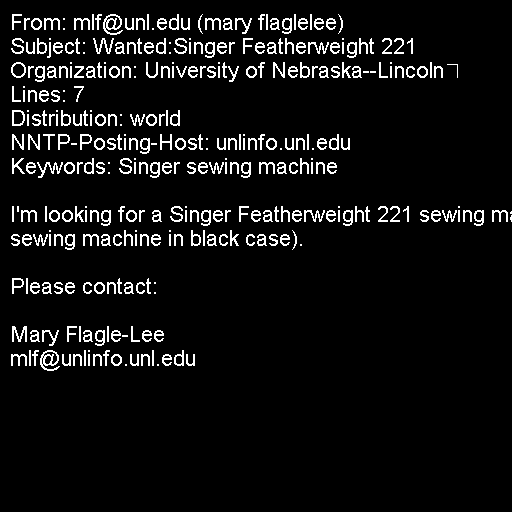 From: mlf@unl.edu (mary flaglelee)
Subject: Wanted:Singer Featherweight 221
Organization: University of Nebraska--Lincoln
Lines: 7
Distribution: world
NNTP-Posting-Host: unlinfo.unl.edu
Keywords: Singer sewing machine
I'm looking for a Singer Featherweight 221 sewing
sewing machine in black case).
Please contact:
Mary Flagle-Lee
mlf@unlinfo.unl.edu